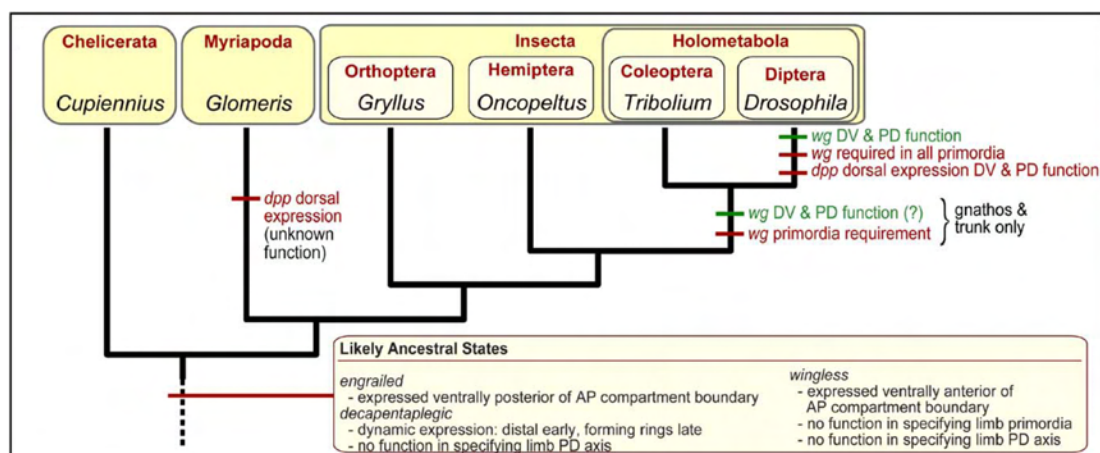 Chelicerata
Cupiennius
Myriapoda
Glomeris
Insecta
Orthoptera
Gryllus
Hemiptera
Oncopeltus
Holometabola
Coleoptera
Tribolium
Diptera
Drosophila
wg DV & PD function
wg required in all primordia
dpp dorsal expression DV & PD function
dpp dorsal
expression
(unknown
function)
wg DV & PD function (?)
wg primordia requirement
gnathos &
trunk only
Likely Ancestral States
engrailed
- expressed ventrally posterior of AP compartment boundary
decapentaplegic
- dynamic expression: distal early, forming rings late
- no function in specifying limb PD axis
wingless
- expressed ventrally anterior of
AP compartment boundary
- no function in specifying limb primordia
- no function in specifying limb PD axis